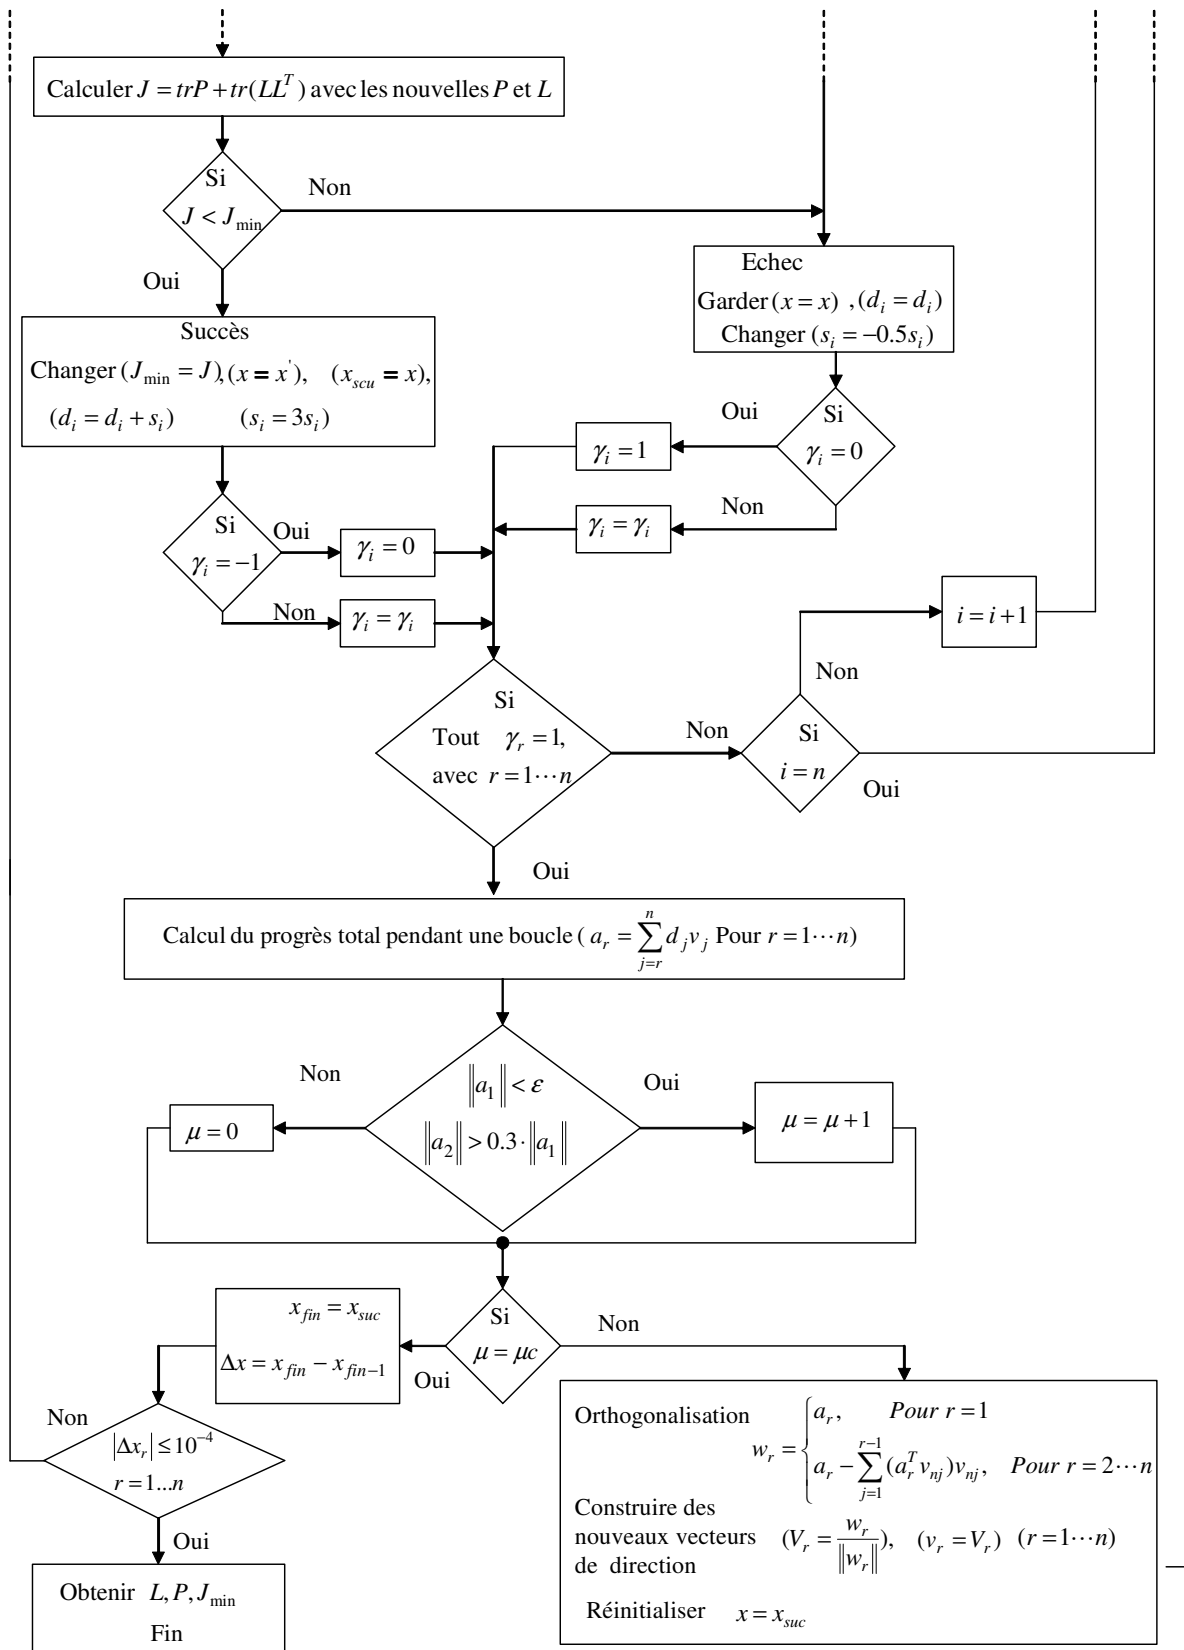 Calculer J = trP + tr(LL^T) avec les nouvelles P et L
Si
J < J_min
Non
Oui
Echec
Garder (x = x) , (d_i = d_i)
Changer (s_i = −0.5s_i)
Succès
Changer (J_min = J), (x = x'), (x_scu = x),
(d_i = d_i + s_i) (s_i = 3s_i)
Si
γ_i = 0
Oui
γ_i = 1
Non
γ_i = γ_i
Si
γ_i = −1
Oui
γ_i = 0
Non
γ_i = γ_i
i = i + 1
Non
Si
Tout γ_r = 1,
avec r = 1⋯n
Non
Si
i = n
Oui
Oui
Calcul du progrès total pendant une boucle ( a_r = ∑_{j=r}^{n} d_j v_j Pour r = 1⋯n)
Non
‖a_1‖ < ε
‖a_2‖ > 0.3·‖a_1‖
Oui
μ = 0
μ = μ + 1
x_fin = x_suc
Δx = x_fin − x_fin−1
Si
μ = μc
Non
Oui
Non
|Δx_r| ≤ 10^−4
r = 1...n
Oui
Obtenir L, P, J_min
Fin
Orthogonalisation
w_r = { a_r, Pour r = 1
a_r − ∑_{j=1}^{r−1} (a_r^T v_nj)v_nj, Pour r = 2⋯n
Construire des
nouveaux vecteurs (V_r = w_r / ‖w_r‖), (v_r = V_r) (r = 1⋯n)
de direction
Réinitialiser x = x_suc